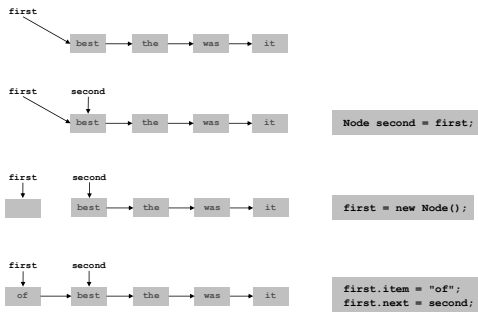 first
best the was it
first second
best the was it
Node second = first;
first second
best the was it
first = new Node();
first second
of best the was it
first.item = "of";
first.next = second;